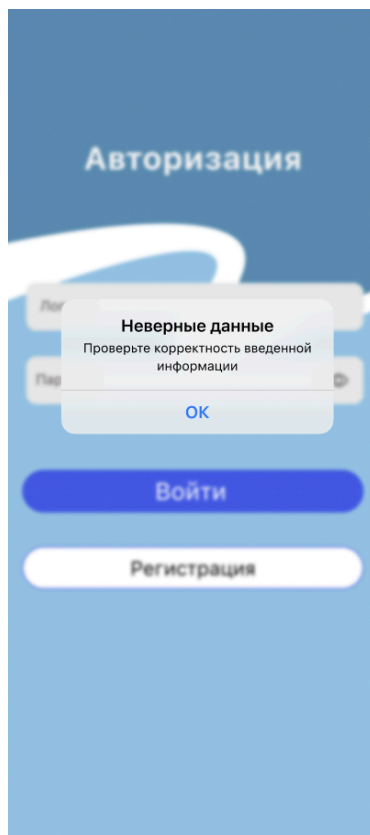 Авторизация
Неверные данные
Проверьте корректность введенной
информации
OK
Войти
Регистрация